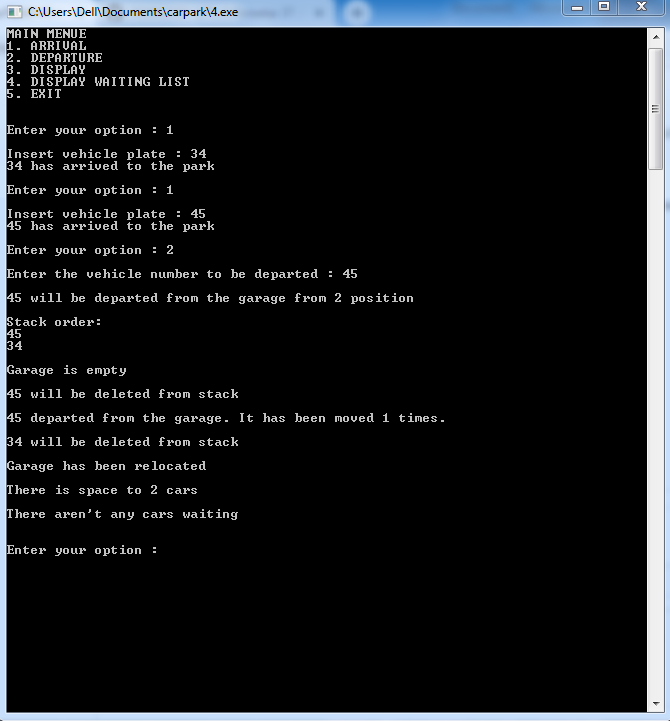 C:\Users\Dell\Documents\carpark\4.exe
MAIN MENUE
1. ARRIVAL
2. DEPARTURE
3. DISPLAY
4. DISPLAY WAITING LIST
5. EXIT
Enter your option : 1
Insert vehicle plate : 34
34 has arrived to the park
Enter your option : 1
Insert vehicle plate : 45
45 has arrived to the park
Enter your option : 2
Enter the vehicle number to be departed : 45
45 will be departed from the garage from 2 position
Stack order:
45
34
Garage is empty
45 will be deleted from stack
45 departed from the garage. It has been moved 1 times.
34 will be deleted from stack
Garage has been relocated
There is space to 2 cars
There aren't any cars waiting
Enter your option :